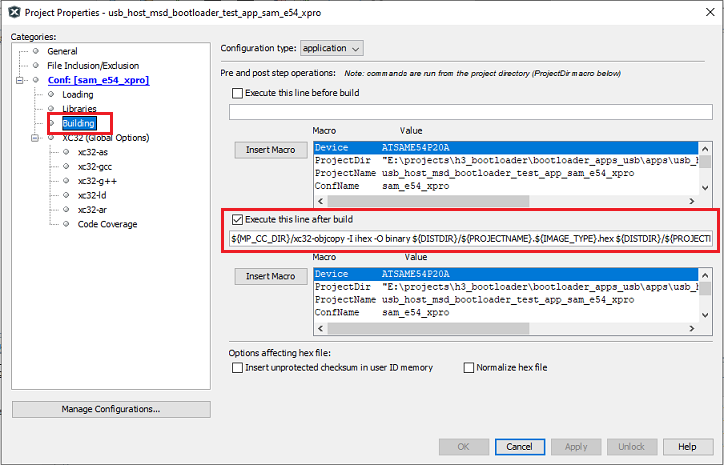 Project Properties - usb_host_msd_bootloader_test_app_sam_e54_xpro
Categories:
General
File Inclusion/Exclusion
Conf: [sam_e54_xpro]
Loading
Libraries
Building
XC32 (Global Options)
xc32-as
xc32-gcc
xc32-g++
xc32-ld
xc32-ar
Code Coverage
Manage Configurations...
Configuration type: application
Pre and post step operations: Note: commands are run from the project directory (ProjectDir macro below)
Execute this line before build
Macro Value
Insert Macro
Device ATSAME54P20A
ProjectDir "E:\projects\h3_bootloader\bootloader_apps_usb\apps\usb_h
ProjectName usb_host_msd_bootloader_test_app_sam_e54_xpro
ConfName sam_e54_xpro
Execute this line after build
${MP_CC_DIR}/xc32-objcopy -I ihex -O binary ${DISTDIR}/${PROJECTNAME}.${IMAGE_TYPE}.hex ${DISTDIR}/${PROJECTN
Macro Value
Insert Macro
Device ATSAME54P20A
ProjectDir "E:\projects\h3_bootloader\bootloader_apps_usb\apps\usb_h
ProjectName usb_host_msd_bootloader_test_app_sam_e54_xpro
ConfName sam_e54_xpro
Options affecting hex file:
Insert unprotected checksum in user ID memory
Normalize hex file
OK Cancel Apply Unlock Help